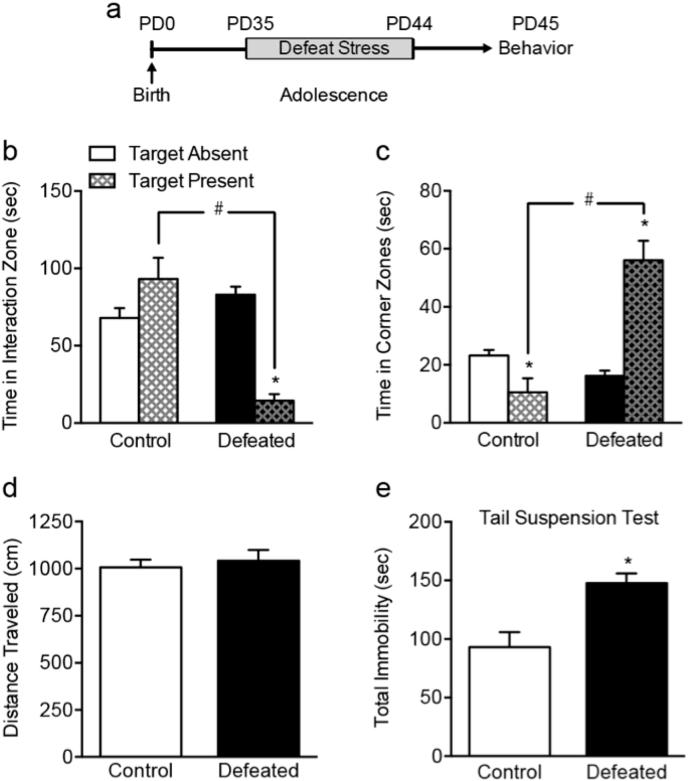 a
PD0 PD35 PD44 PD45
Defeat Stress Behavior
Birth Adolescence
b
Target Absent
Target Present
Time in Interaction Zone (sec)
150
100
50
0
#
*
Control Defeated
c
Time in Corner Zones (sec)
80
60
40
20
0
#
*
*
Control Defeated
d
Distance Traveled (cm)
1250
1000
750
500
250
0
Control Defeated
e
Tail Suspension Test
Total Immobility (sec)
200
150
100
50
0
*
Control Defeated